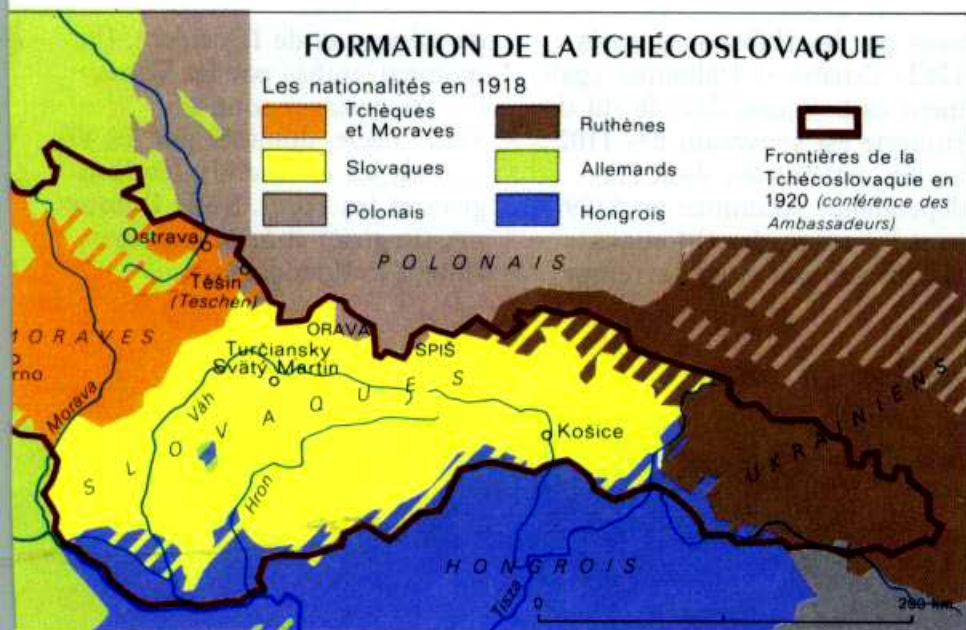 FORMATION DE LA TCHÉCOSLOVAQUIE
Les nationalités en 1918
Tchèques
et Moraves
Slovaques
Polonais
Ruthènes
Allemands
Hongrois
Frontières de la
Tchécoslovaquie en
1920 (conférence des
Ambassadeurs)
POLONAIS
Ostrava
Těšin
(Teschen)
ORAVA
SPIŠ
MORAVES
rno
Morava
Turčiansky
Svätý Martin
SLOVAQUES
Váh
Hron
Košice
UKRAINIENS
HONGROIS
Tisza
0
200 km